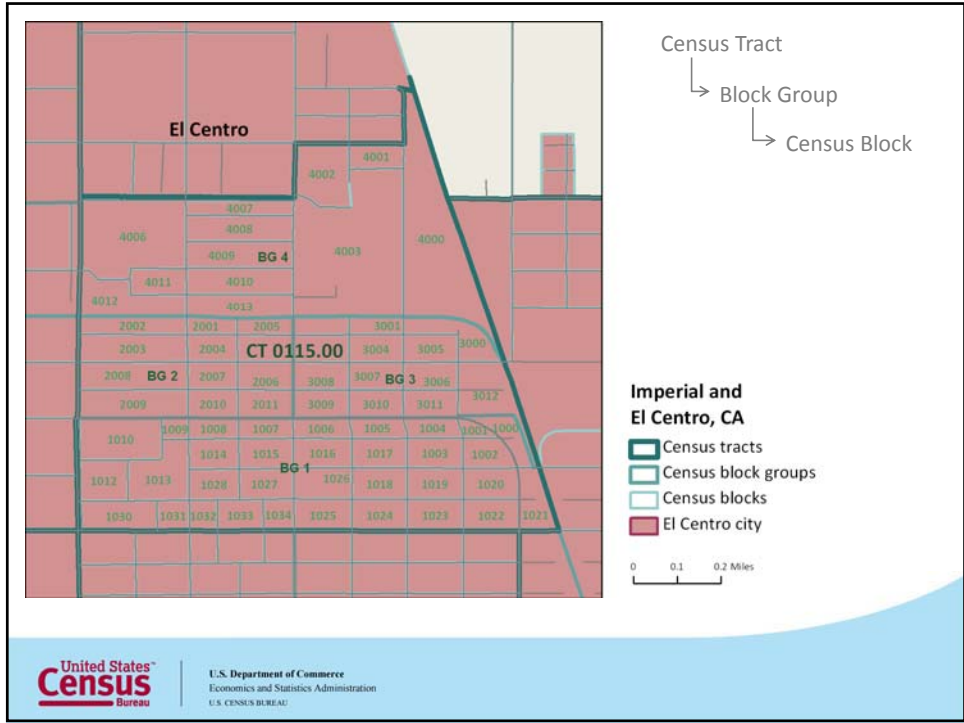 Census Tract
Block Group
Census Block
El Centro
4001
4002
4007
4006
4008
4000
4003
4009 BG 4
4011
4010
4012
4013
2002 2001 2005 3001
3000
2003 2004 CT 0115.00 3004 3005
2008 BG 2 2007 2006 3008 3007 BG 3 3006
3012
2009 2010 2011 3009 3010 3011
1010 1009 1008 1007 1006 1005 1004 1001 1000
1014 1015 1016 1017 1003 1002
BG 1
1012 1013 1028 1027 1026 1018 1019 1020
1030 1031 1032 1033 1034 1025 1024 1023 1022 1021
Imperial and
El Centro, CA
Census tracts
Census block groups
Census blocks
El Centro city
0 0.1 0.2 Miles
United States™
Census
Bureau
U.S. Department of Commerce
Economics and Statistics Administration
U.S. CENSUS BUREAU